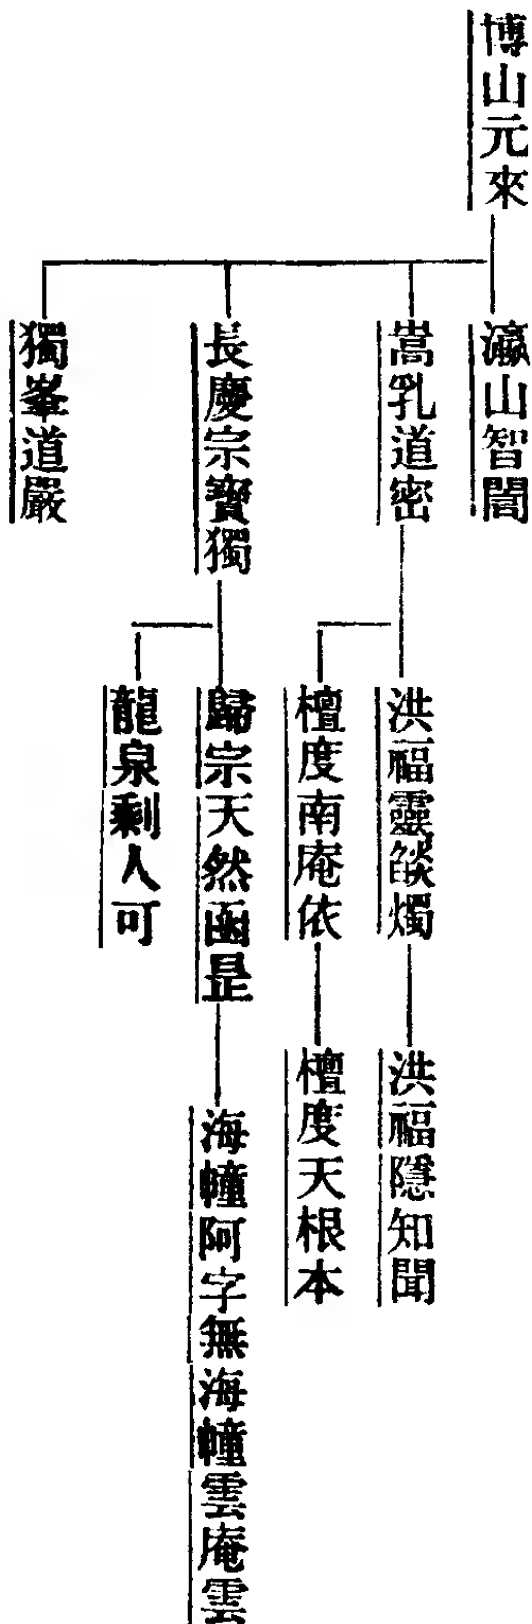 博山元來
瀛山智誾
嵩乳道密
洪福靈燄燭
洪福隱知聞
檀度南庵依
檀度天根本
長慶宗寶獨
歸宗天然函昰
海幢阿字無
海幢雲庵雲
龍泉剩人可
獨峯道嚴